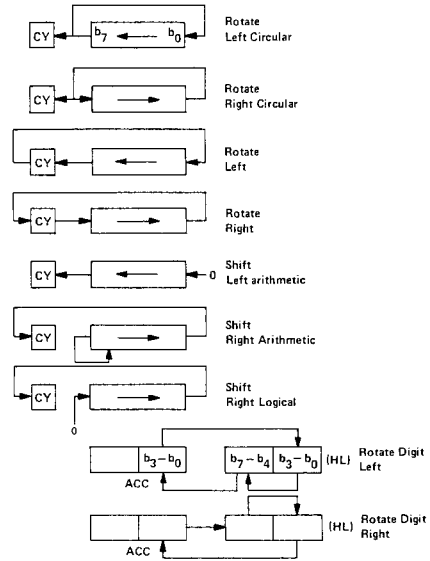 CY b7 b0 Rotate
Left Circular
CY Rotate
Right Circular
CY Rotate
Left
CY Rotate
Right
CY 0 Shift
Left arithmetic
CY Shift
Right Arithmetic
CY Shift
Right Logical
0
b3–b0 b7–b4 b3–b0 (HL) Rotate Digit
Left
ACC
(HL) Rotate Digit
Right
ACC